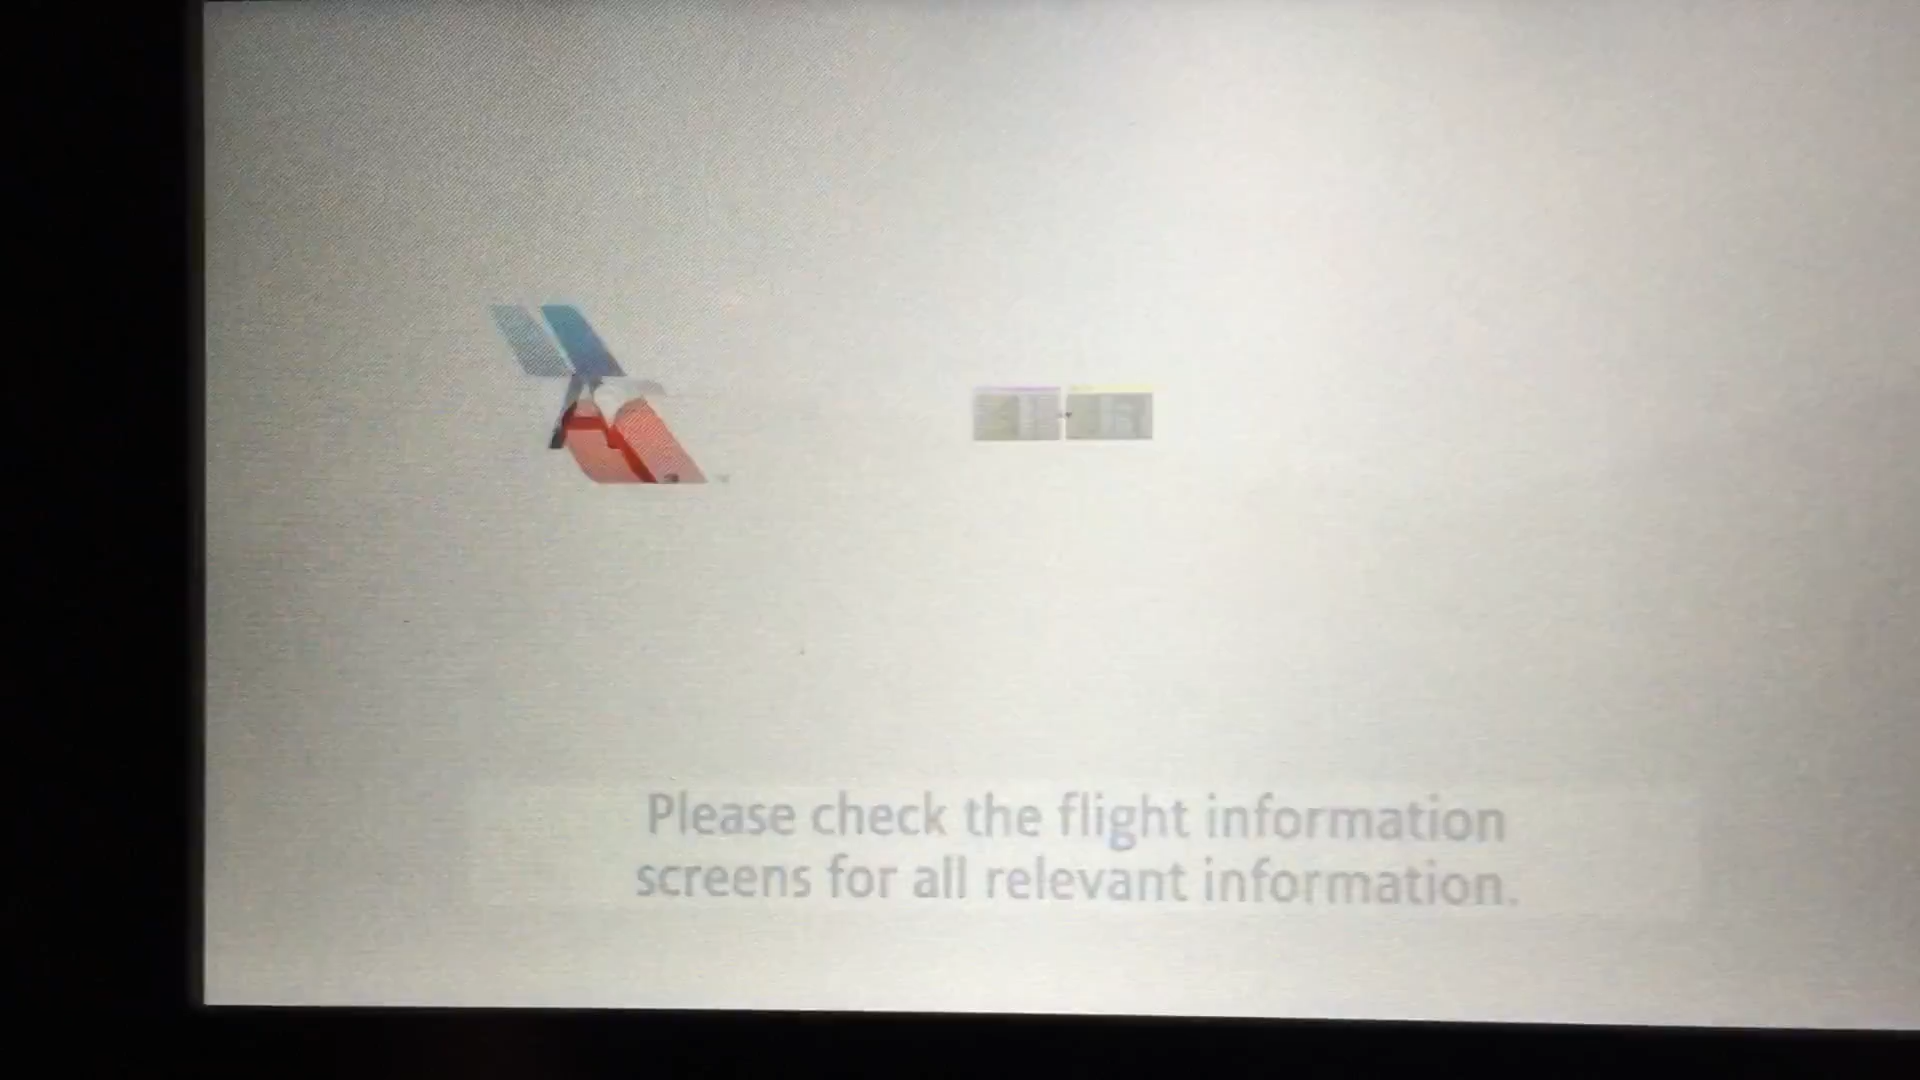 Please check the flight information
screens for all relevant information.